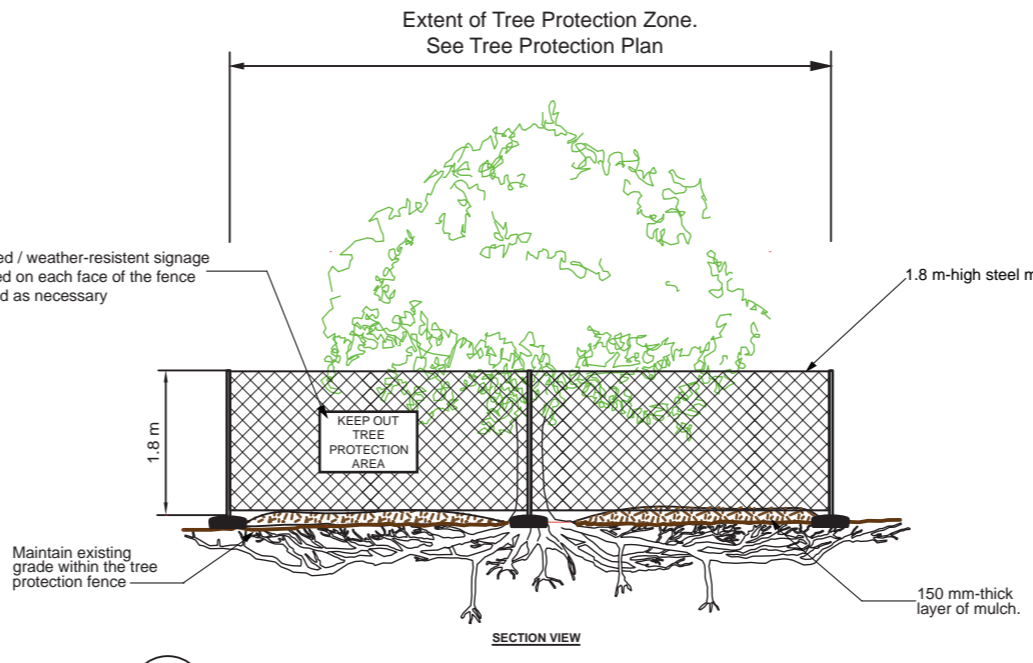 Extent of Tree Protection Zone.
See Tree Protection Plan
/ weather-resistent signage
on each face of the fence
as necessary
1.8 m-high steel
1.8 m
KEEP OUT
TREE
PROTECTION
AREA
Maintain existing
grade within the tree
protection fence
150 mm-thick
layer of mulch.
SECTION VIEW